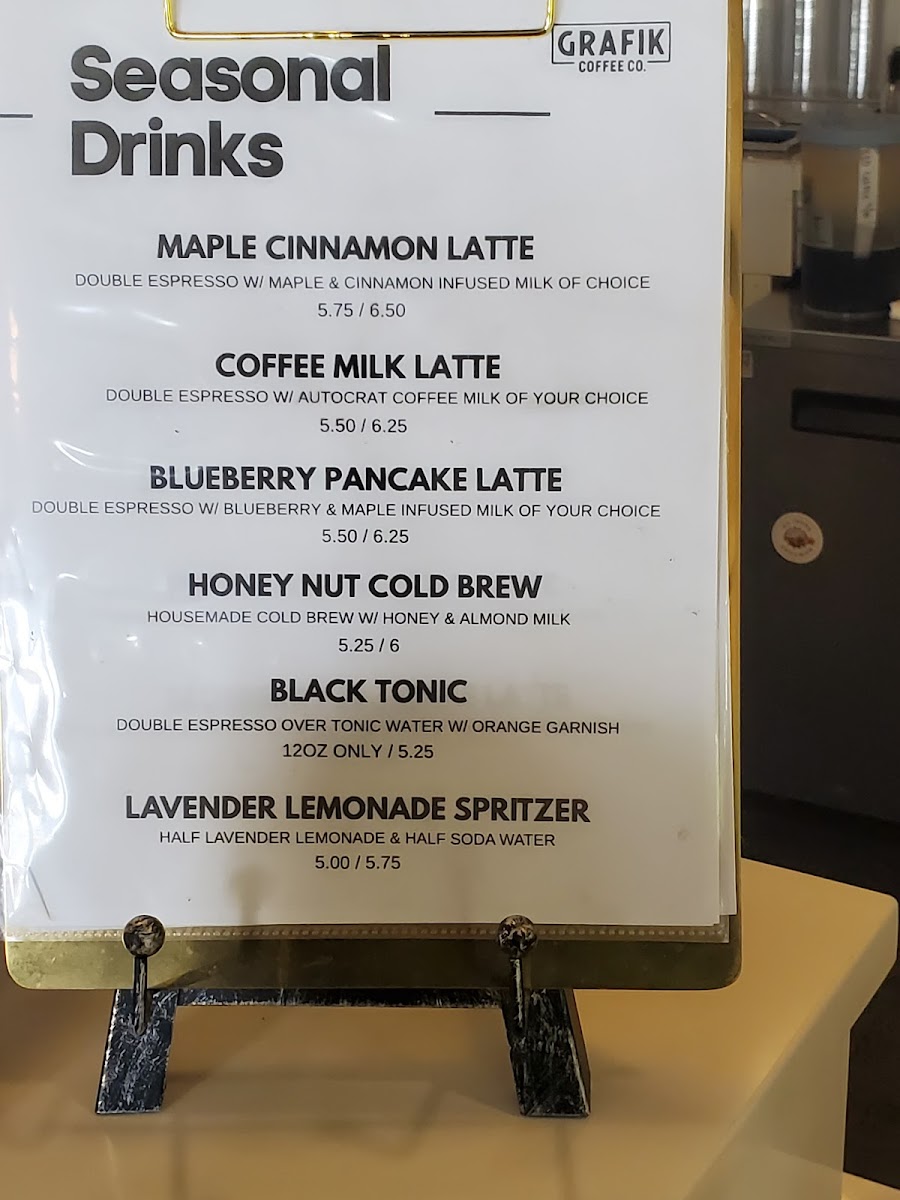 GRAFIK
COFFEE CO.
Seasonal
Drinks
MAPLE CINNAMON LATTE
DOUBLE ESPRESSO W/ MAPLE & CINNAMON INFUSED MILK OF CHOICE
5.75 / 6.50
COFFEE MILK LATTE
DOUBLE ESPRESSO W/ AUTOCRAT COFFEE MILK OF YOUR CHOICE
5.50 / 6.25
BLUEBERRY PANCAKE LATTE
DOUBLE ESPRESSO W/ BLUEBERRY & MAPLE INFUSED MILK OF YOUR CHOICE
5.50 / 6.25
HONEY NUT COLD BREW
HOUSEMADE COLD BREW W/ HONEY & ALMOND MILK
5.25 / 6
BLACK TONIC
DOUBLE ESPRESSO OVER TONIC WATER W/ ORANGE GARNISH
12OZ ONLY / 5.25
LAVENDER LEMONADE SPRITZER
HALF LAVENDER LEMONADE & HALF SODA WATER
5.00 / 5.75